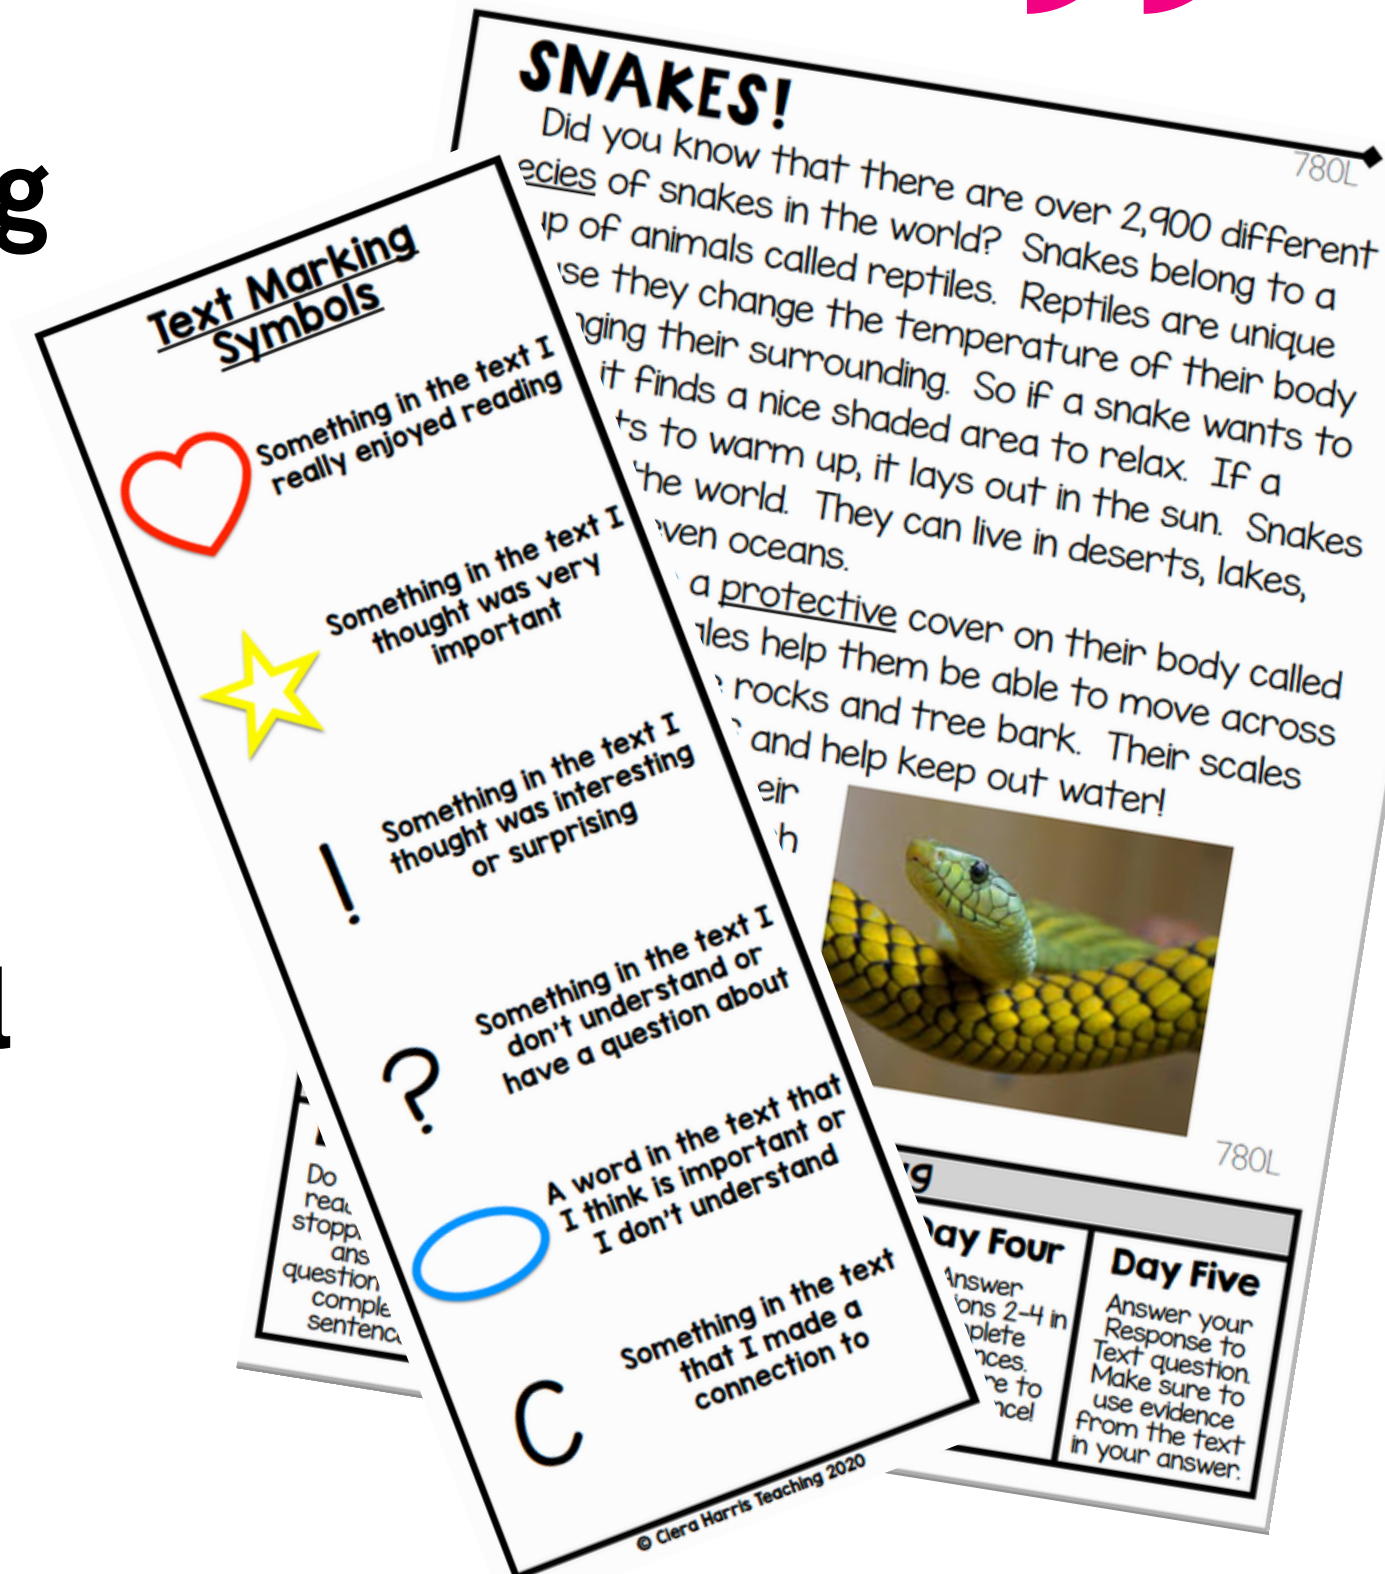 g
SNAKES!
780L
Did you know that there are over 2,900 different
ecies of snakes in the world? Snakes belong to a
up of animals called reptiles. Reptiles are unique
use they change the temperature of their body
nging their surrounding. So if a snake wants to
it finds a nice shaded area to relax. If a
ts to warm up, it lays out in the sun. Snakes
the world. They can live in deserts, lakes,
even oceans.
a protective cover on their body called
ales help them be able to move across
rocks and tree bark. Their scales
and help keep out water!
eir
h
780L
Text Marking
Symbols
Something in the text I
really enjoyed reading
Something in the text I
thought was very
important
!
Something in the text I
thought was interesting
or surprising
?
Something in the text I
don't understand or
have a question about
A word in the text that
I think is important or
I don't understand
C
Something in the text
that I made a
connection to
© Ciera Harris Teaching 2020
Do
rea
stopp
ans
question
comple
sentenc
g
ay Four
Answer
ions 2-4 in
plete
nces.
re to
nce!
Day Five
Answer your
Response to
Text question.
Make sure to
use evidence
from the text
in your answer.